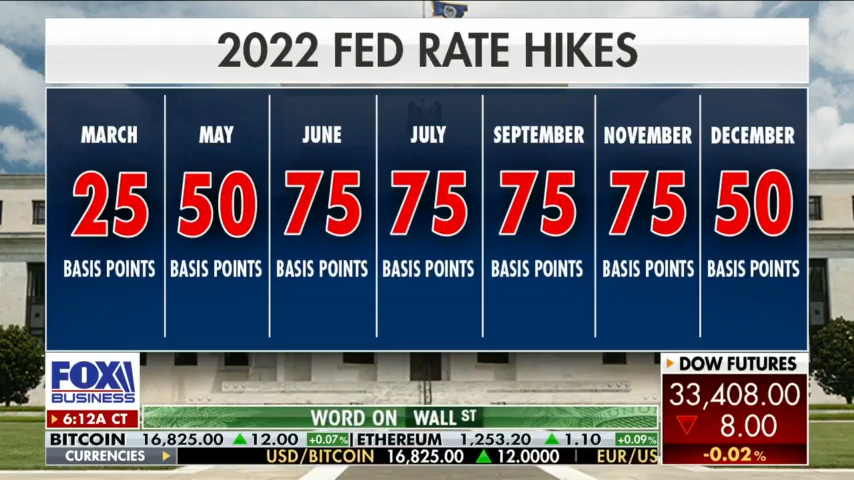 2022 FED RATE HIKES
MARCH MAY JUNE JULY SEPTEMBER NOVEMBER DECEMBER
25 50 75 75 75 75 50
BASIS POINTS BASIS POINTS BASIS POINTS BASIS POINTS BASIS POINTS BASIS POINTS BASIS POINTS
FOX
BUSINESS
6:12A CT
WORD ON WALL ST
DOW FUTURES
33,408.00
8.00
-0.02%
BITCOIN 16,825.00 12.00 +0.07% ETHEREUM 1,253.20 1.10 +0.09%
CURRENCIES USD/BITCOIN 16,825.00 12.0000 EUR/US